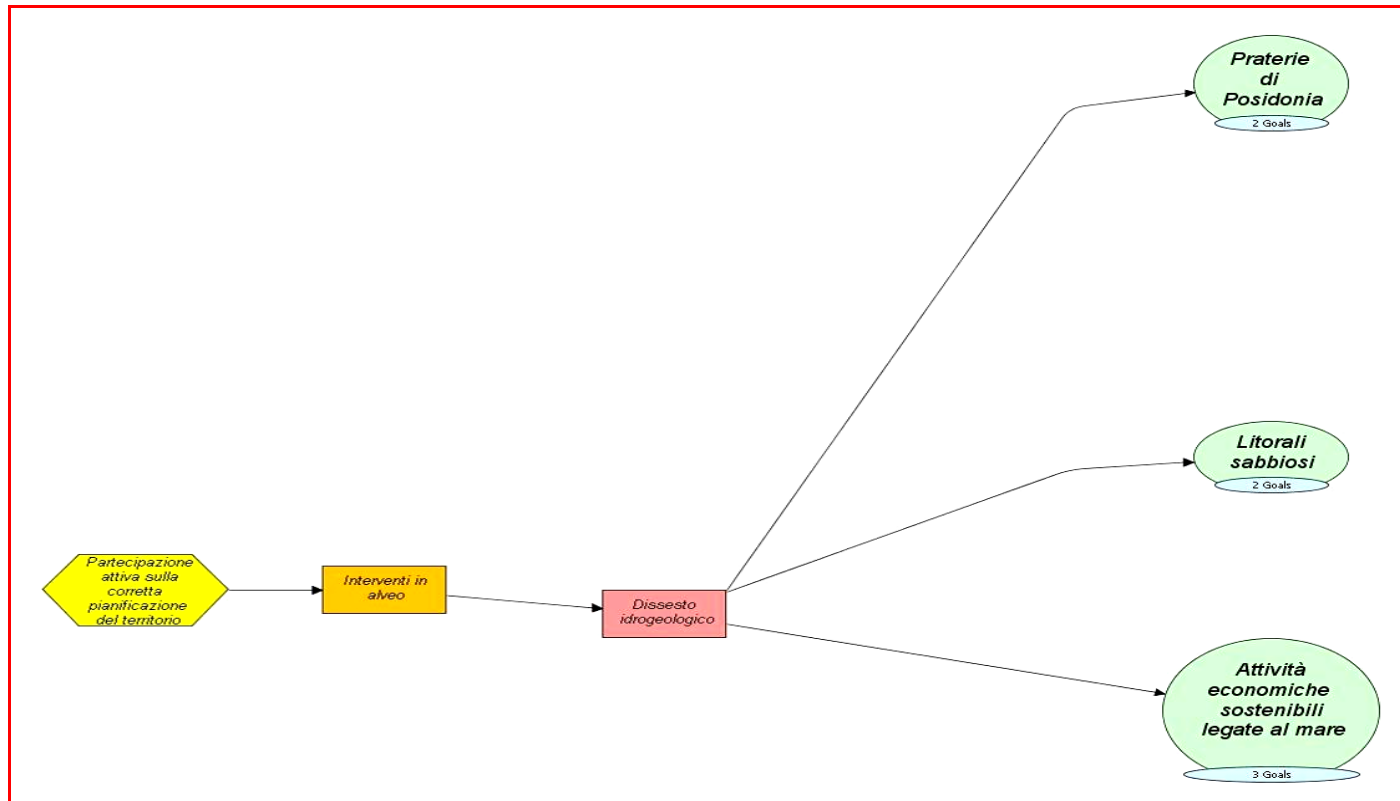 Praterie
di
Posidonia
2 Goals
Litorali
sabbiosi
2 Goals
Partecipazione
attiva sulla
corretta
pianificazione
del territorio
Interventi in
alveo
Dissesto
idrogeologico
Attività
economiche
sostenibili
legate al mare
3 Goals